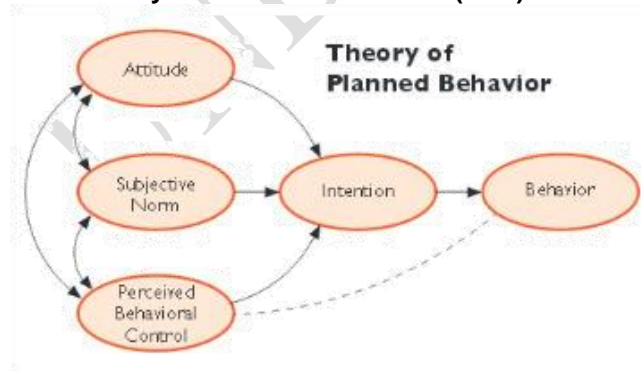 Theory of
Planned Behavior
Attitude
Subjective
Norm
Intention
Behavior
Perceived
Behavioral
Control